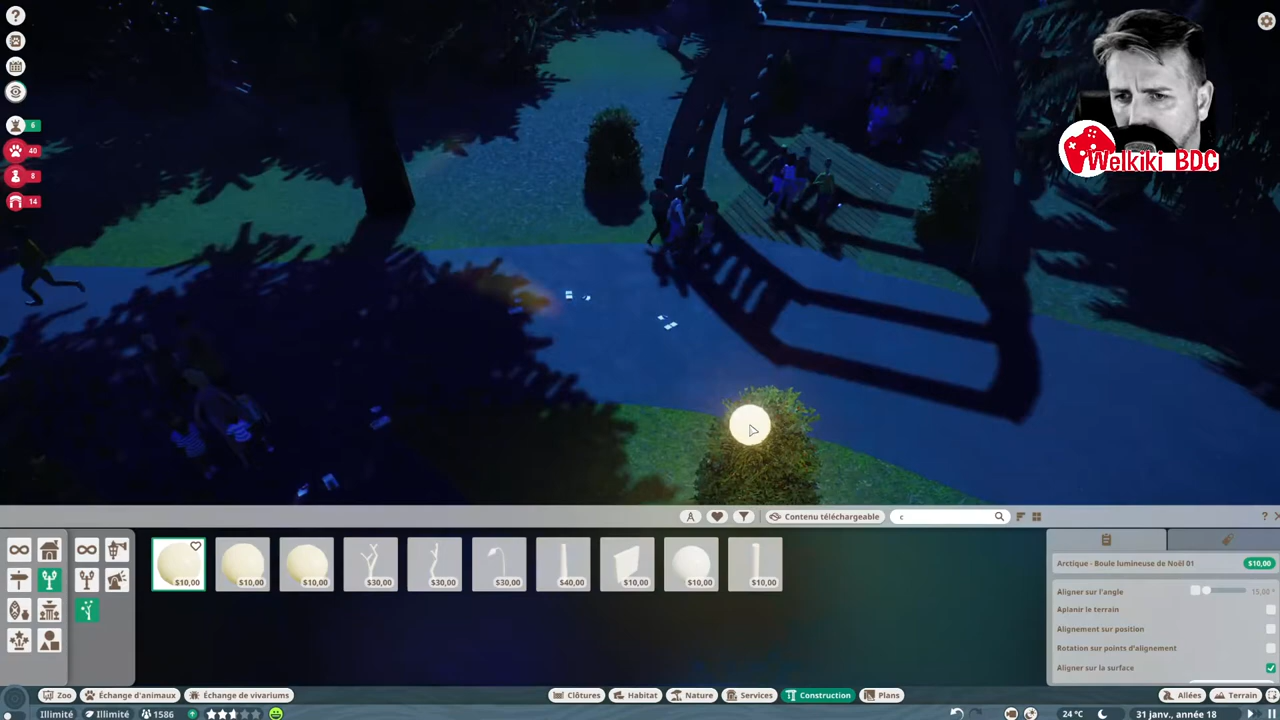 ?
6
40
8
14
Welkiki BDC
Contenu téléchargeable
c
?
$10,00
$10,00
$10,00
$30,00
$30,00
$30,00
$40,00
$10,00
$10,00
$10,00
Arctique - Boule lumineuse de Noël 01
$10,00
Aligner sur l'angle
15,00 °
Aplanir le terrain
Alignement sur position
Rotation sur points d'alignement
Aligner sur la surface
Zoo
Échange d'animaux
Échange de vivariums
Clôtures
Habitat
Nature
Services
Construction
Plans
Allées
Terrain
Illimité
Illimité
1586
24 °C
31 janv., année 18